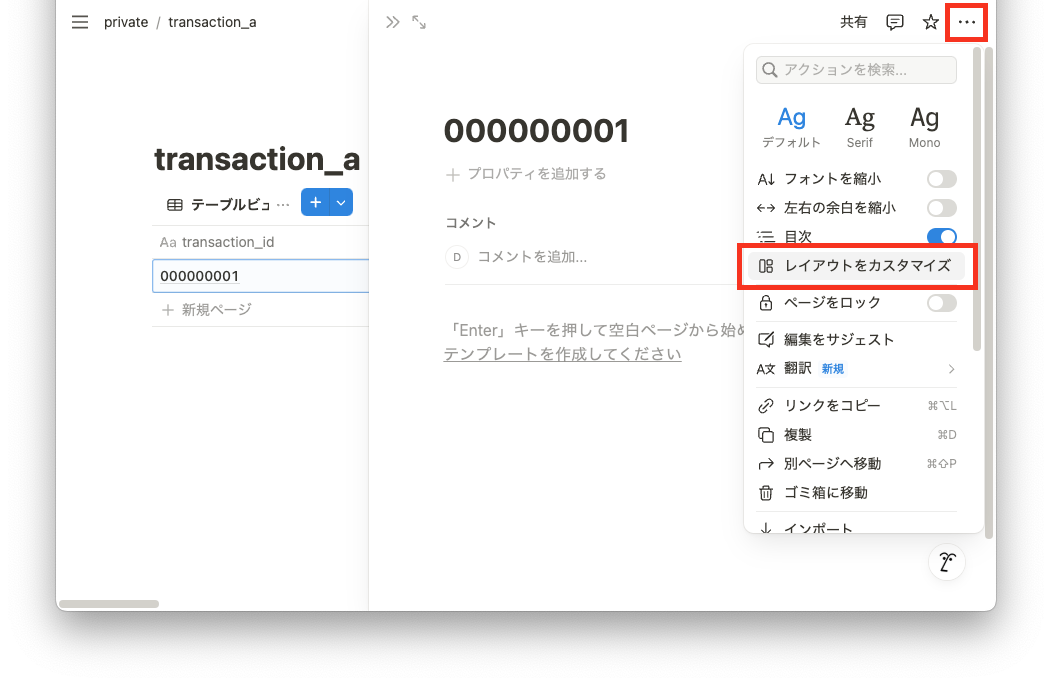 private / transaction_a
共有
アクションを検索...
Ag Ag Ag
デフォルト Serif Mono
000000001
transaction_a
プロパティを追加する
フォントを縮小
テーブルビュ ...
左右の余白を縮小
コメント
目次
Aa transaction_id
D コメントを追加...
レイアウトをカスタマイズ
000000001
ページをロック
新規ページ
「Enter」キーを押して空白ページから始め
編集をサジェスト
テンプレートを作成してください
A文 翻訳 新規
リンクをコピー ⌘⌥L
複製 ⌘D
別ページへ移動 ⌘⇧P
ゴミ箱に移動
インポート